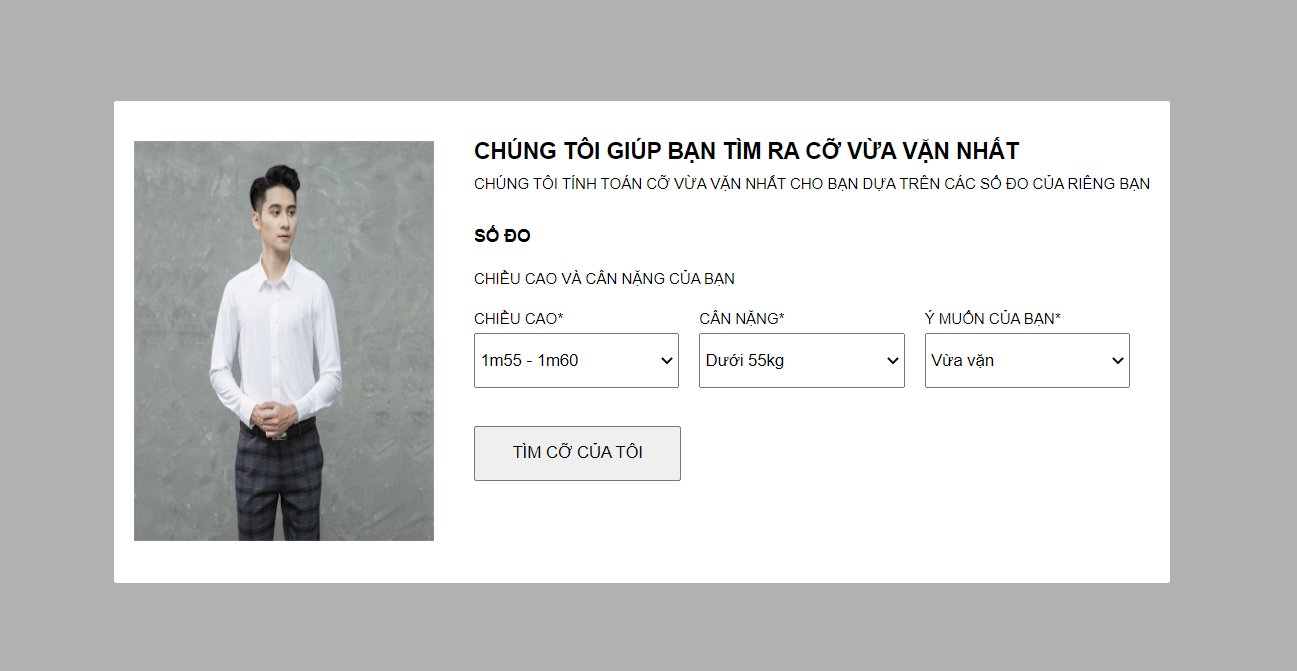 CHÚNG TÔI GIÚP BẠN TÌM RA CỠ VỪA VẶN NHẤT
CHÚNG TÔI TÍNH TOÁN CỠ VỪA VẶN NHẤT CHO BẠN DỰA TRÊN CÁC SỐ ĐO CỦA RIÊNG BẠN
SỐ ĐO
CHIỀU CAO VÀ CÂN NẶNG CỦA BẠN
CHIỀU CAO* CÂN NẶNG* Ý MUỐN CỦA BẠN*
1m55 - 1m60 Dưới 55kg Vừa vặn
TÌM CỠ CỦA TÔI